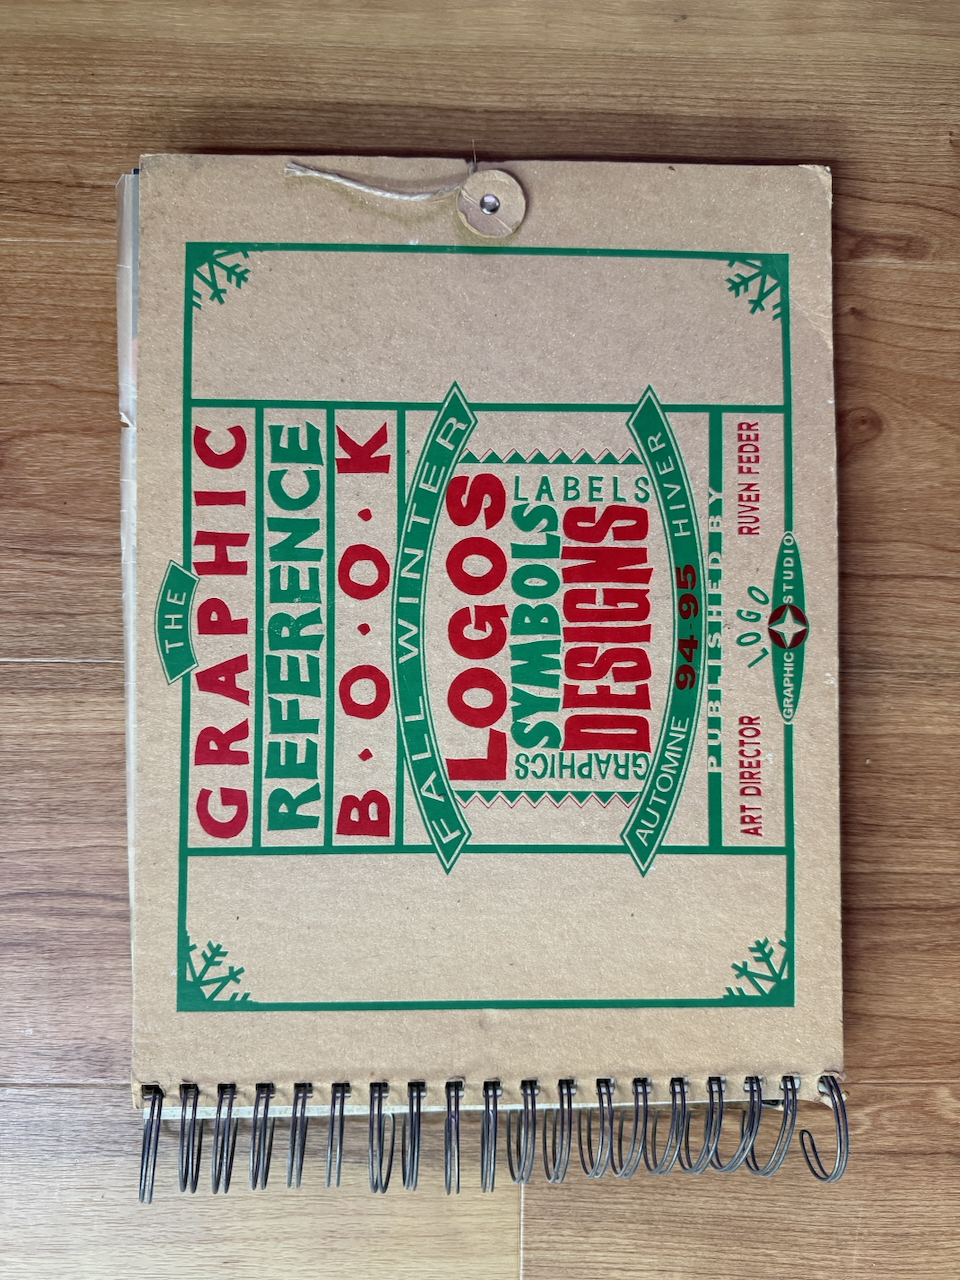 THE
GRAPHIC
REFERENCE
B·O·O·K
FALL WINTER
LOGOS
GRAPHICS SYMBOLS LABELS
DESIGNS
AUTOMNE 94-95 HIVER
PUBLISHED BY
ART DIRECTOR LOGO RUVEN FEDER
GRAPHIC STUDIO